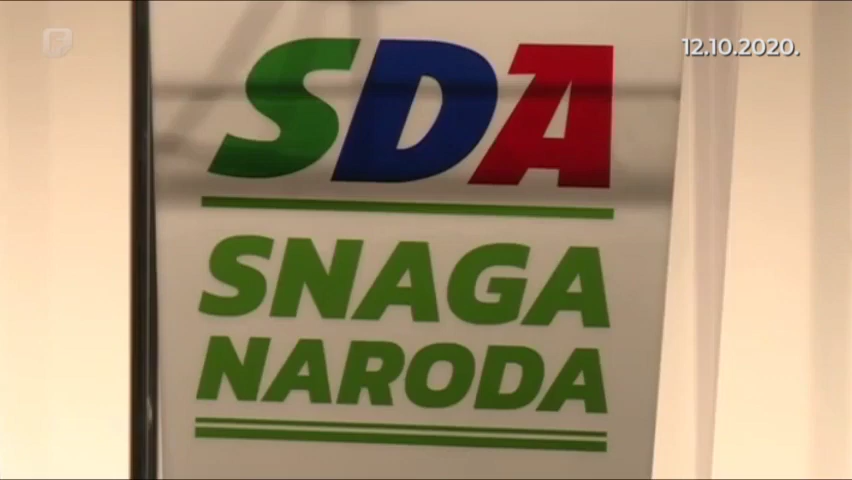 F
12.10.2020.
SDA
SNAGA
NARODA